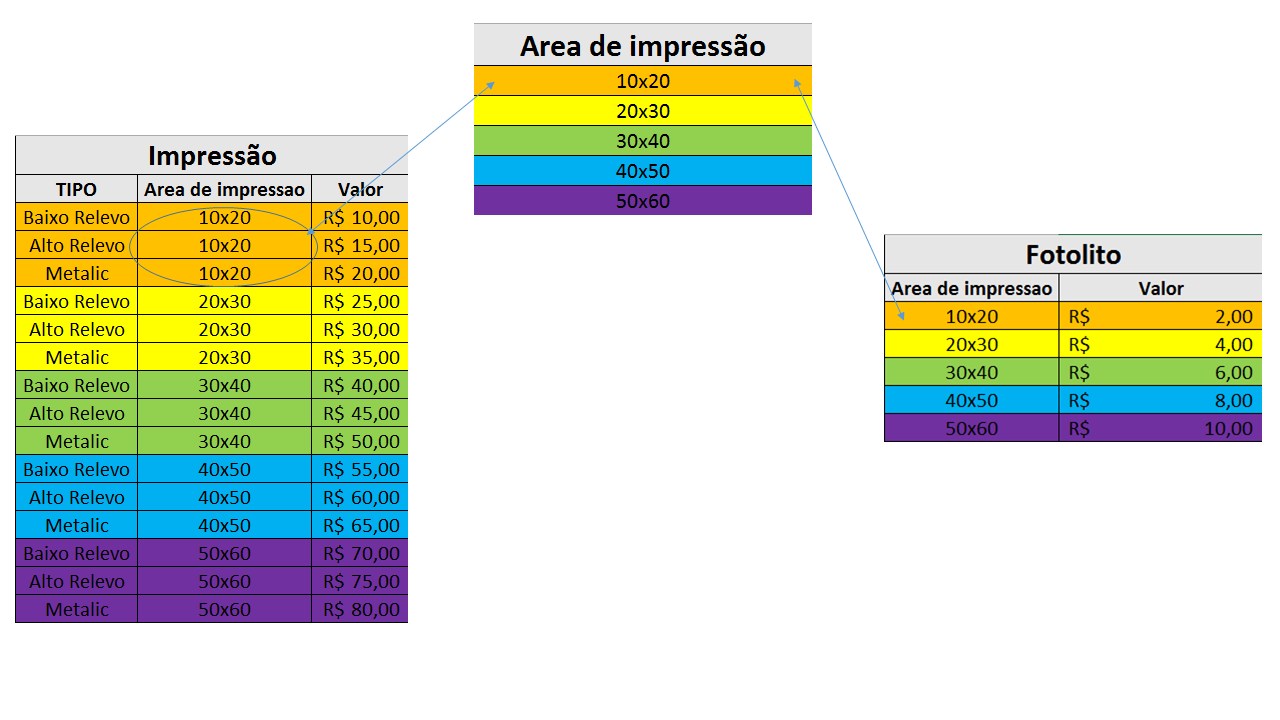 Area de impressão
10x20
20x30
30x40
40x50
50x60
Impressão
TIPO Area de impressao Valor
Baixo Relevo 10x20 R$ 10,00
Alto Relevo 10x20 R$ 15,00
Metalic 10x20 R$ 20,00
Baixo Relevo 20x30 R$ 25,00
Alto Relevo 20x30 R$ 30,00
Metalic 20x30 R$ 35,00
Baixo Relevo 30x40 R$ 40,00
Alto Relevo 30x40 R$ 45,00
Metalic 30x40 R$ 50,00
Baixo Relevo 40x50 R$ 55,00
Alto Relevo 40x50 R$ 60,00
Metalic 40x50 R$ 65,00
Baixo Relevo 50x60 R$ 70,00
Alto Relevo 50x60 R$ 75,00
Metalic 50x60 R$ 80,00
Fotolito
Area de impressao Valor
10x20 R$ 2,00
20x30 R$ 4,00
30x40 R$ 6,00
40x50 R$ 8,00
50x60 R$ 10,00